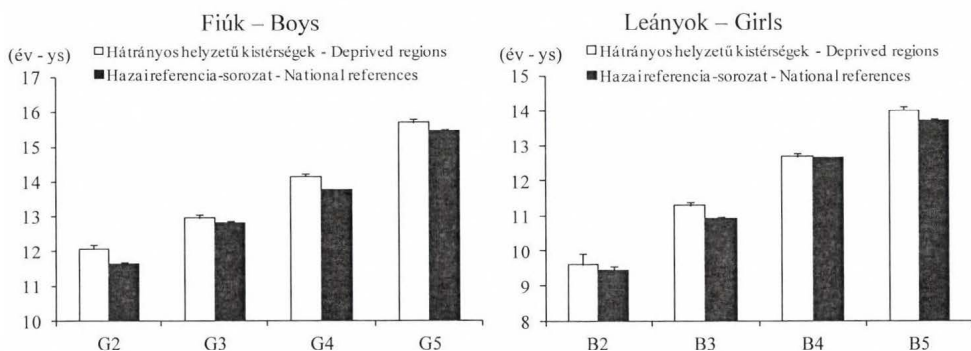 Fiúk – Boys
(év - ys)
Hátrányos helyzetű kistérségek - Deprived regions
Hazai referencia-sorozat - National references
17
16
15
14
13
12
11
10
G2 G3 G4 G5
Leányok – Girls
(év - ys)
Hátrányos helyzetű kistérségek - Deprived regions
Hazai referencia-sorozat - National references
15
14
13
12
11
10
9
8
B2 B3 B4 B5